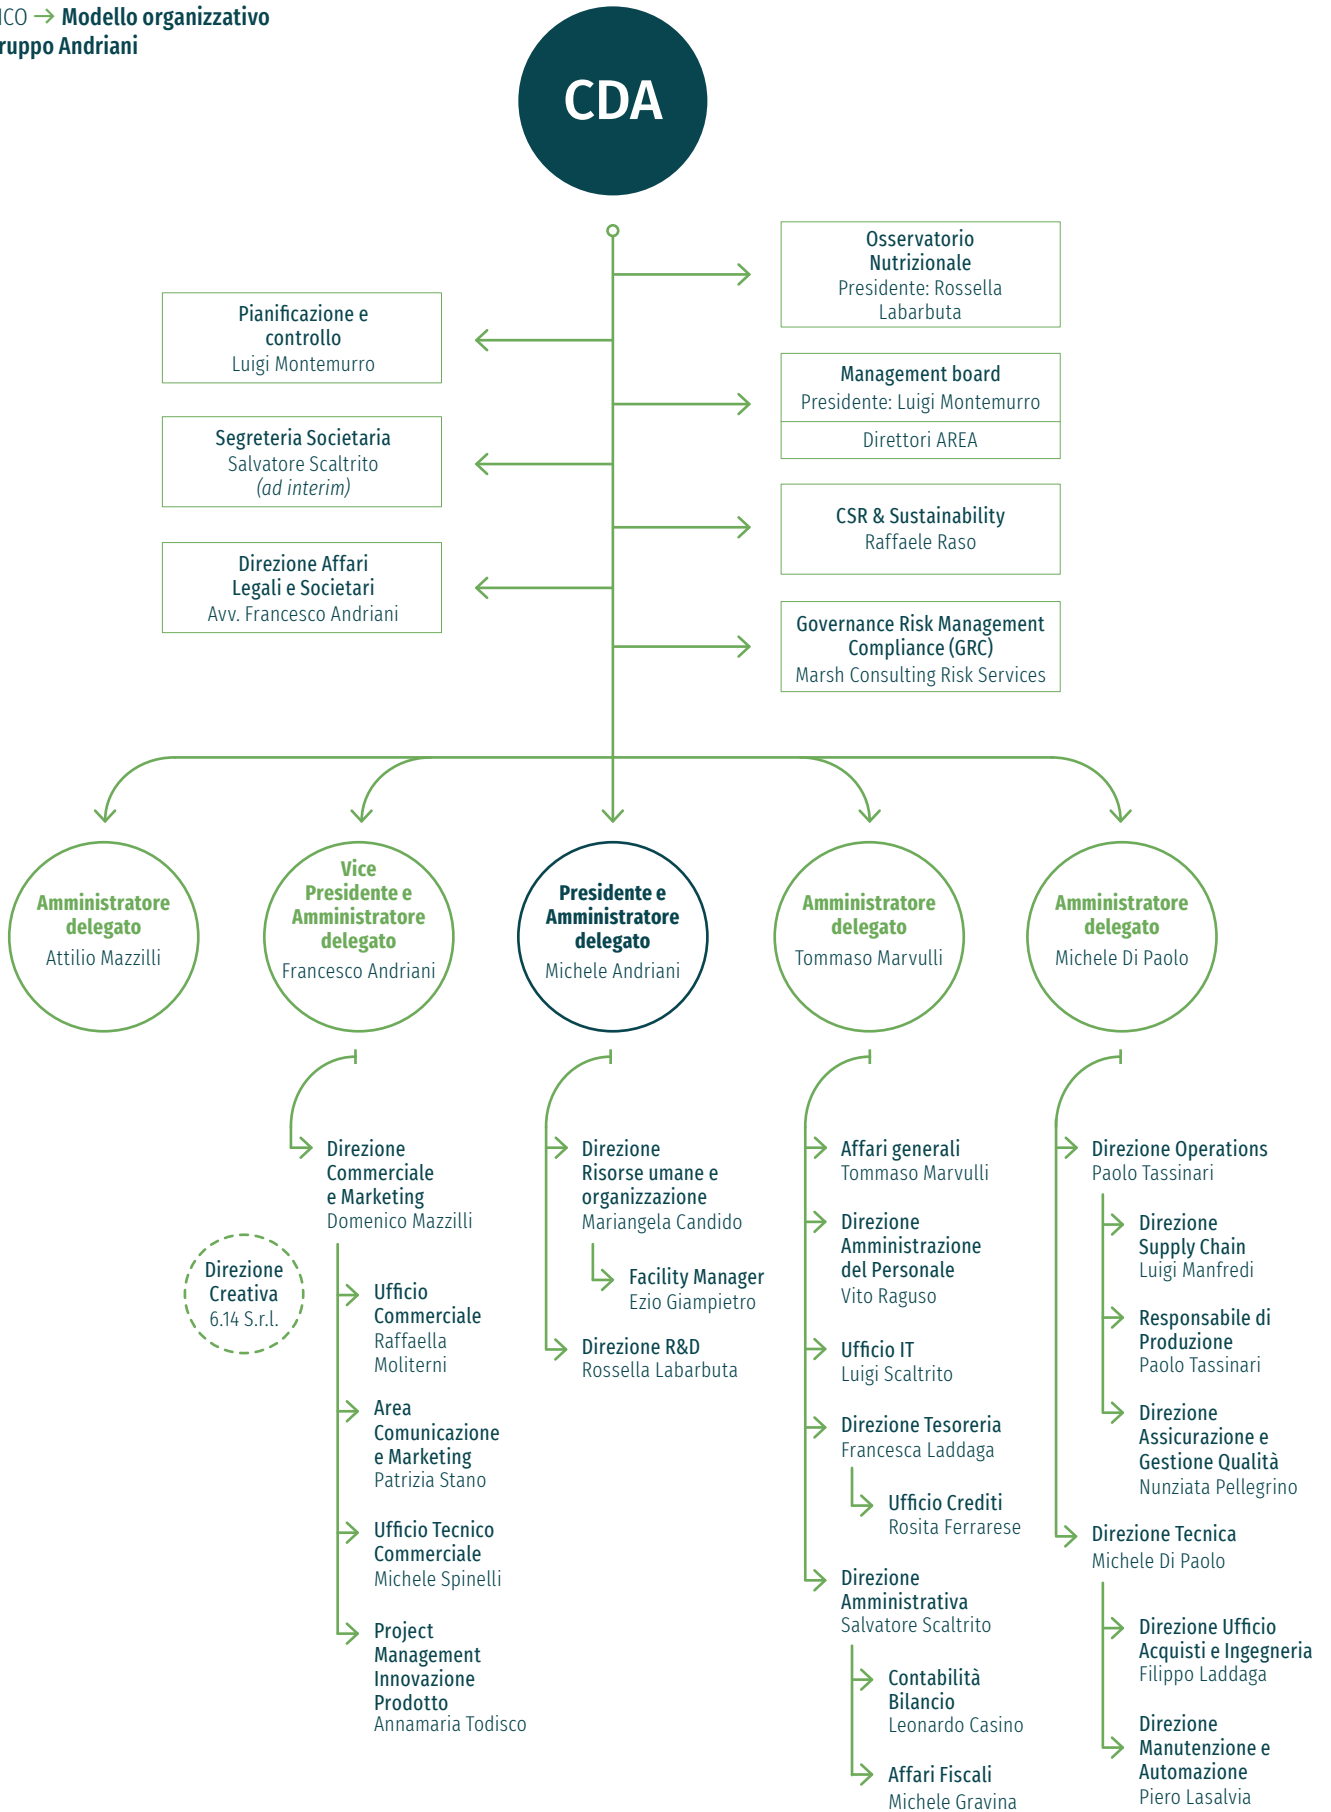 → Modello organizzativo
Andriani
CDA
Osservatorio
Nutrizionale
Presidente: Rossella
Labarbuta
Pianificazione e
controllo
Luigi Montemurro
Management board
Presidente: Luigi Montemurro
Direttori AREA
Segreteria Societaria
Salvatore Scaltrito
(ad interim)
CSR & Sustainability
Raffaele Raso
Direzione Affari
Legali e Societari
Avv. Francesco Andriani
Governance Risk Management
Compliance (GRC)
Marsh Consulting Risk Services
Amministratore
delegato
Attilio Mazzilli
Vice
Presidente e
Amministratore
delegato
Francesco Andriani
Presidente e
Amministratore
delegato
Michele Andriani
Amministratore
delegato
Tommaso Marvulli
Amministratore
delegato
Michele Di Paolo
Direzione
Commerciale
e Marketing
Domenico Mazzilli
Direzione
Creativa
6.14 S.r.l.
Ufficio
Commerciale
Raffaella
Moliterni
Area
Comunicazione
e Marketing
Patrizia Stano
Ufficio Tecnico
Commerciale
Michele Spinelli
Project
Management
Innovazione
Prodotto
Annamaria Todisco
Direzione
Risorse umane e
organizzazione
Mariangela Candido
Facility Manager
Ezio Giampietro
Direzione R&D
Rossella Labarbuta
Affari generali
Tommaso Marvulli
Direzione
Amministrazione
del Personale
Vito Raguso
Ufficio IT
Luigi Scaltrito
Direzione Tesoreria
Francesca Laddaga
Ufficio Crediti
Rosita Ferrarese
Direzione
Amministrativa
Salvatore Scaltrito
Contabilità
Bilancio
Leonardo Casino
Affari Fiscali
Michele Gravina
Direzione Operations
Paolo Tassinari
Direzione
Supply Chain
Luigi Manfredi
Responsabile di
Produzione
Paolo Tassinari
Direzione
Assicurazione e
Gestione Qualità
Nunziata Pellegrino
Direzione Tecnica
Michele Di Paolo
Direzione Ufficio
Acquisti e Ingegneria
Filippo Laddaga
Direzione
Manutenzione e
Automazione
Piero Lasalvia